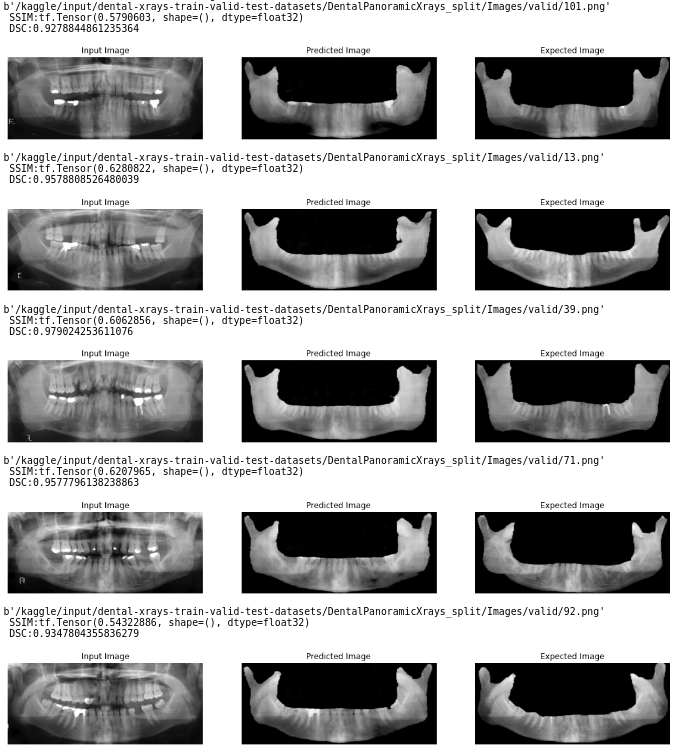 b'/kaggle/input/dental-xrays-train-valid-test-datasets/DentalPanoramicXrays_split/Images/valid/101.png'
SSIM:tf.Tensor(0.5790603, shape=(), dtype=float32)
DSC:0.9278844861235364
Input Image Predicted Image Expected Image
b'/kaggle/input/dental-xrays-train-valid-test-datasets/DentalPanoramicXrays_split/Images/valid/13.png'
SSIM:tf.Tensor(0.6280822, shape=(), dtype=float32)
DSC:0.9578808526480039
Input Image Predicted Image Expected Image
b'/kaggle/input/dental-xrays-train-valid-test-datasets/DentalPanoramicXrays_split/Images/valid/39.png'
SSIM:tf.Tensor(0.6062856, shape=(), dtype=float32)
DSC:0.979024253611076
Input Image Predicted Image Expected Image
b'/kaggle/input/dental-xrays-train-valid-test-datasets/DentalPanoramicXrays_split/Images/valid/71.png'
SSIM:tf.Tensor(0.6207965, shape=(), dtype=float32)
DSC:0.9577796138238863
Input Image Predicted Image Expected Image
b'/kaggle/input/dental-xrays-train-valid-test-datasets/DentalPanoramicXrays_split/Images/valid/92.png'
SSIM:tf.Tensor(0.54322886, shape=(), dtype=float32)
DSC:0.9347804355836279
Input Image Predicted Image Expected Image